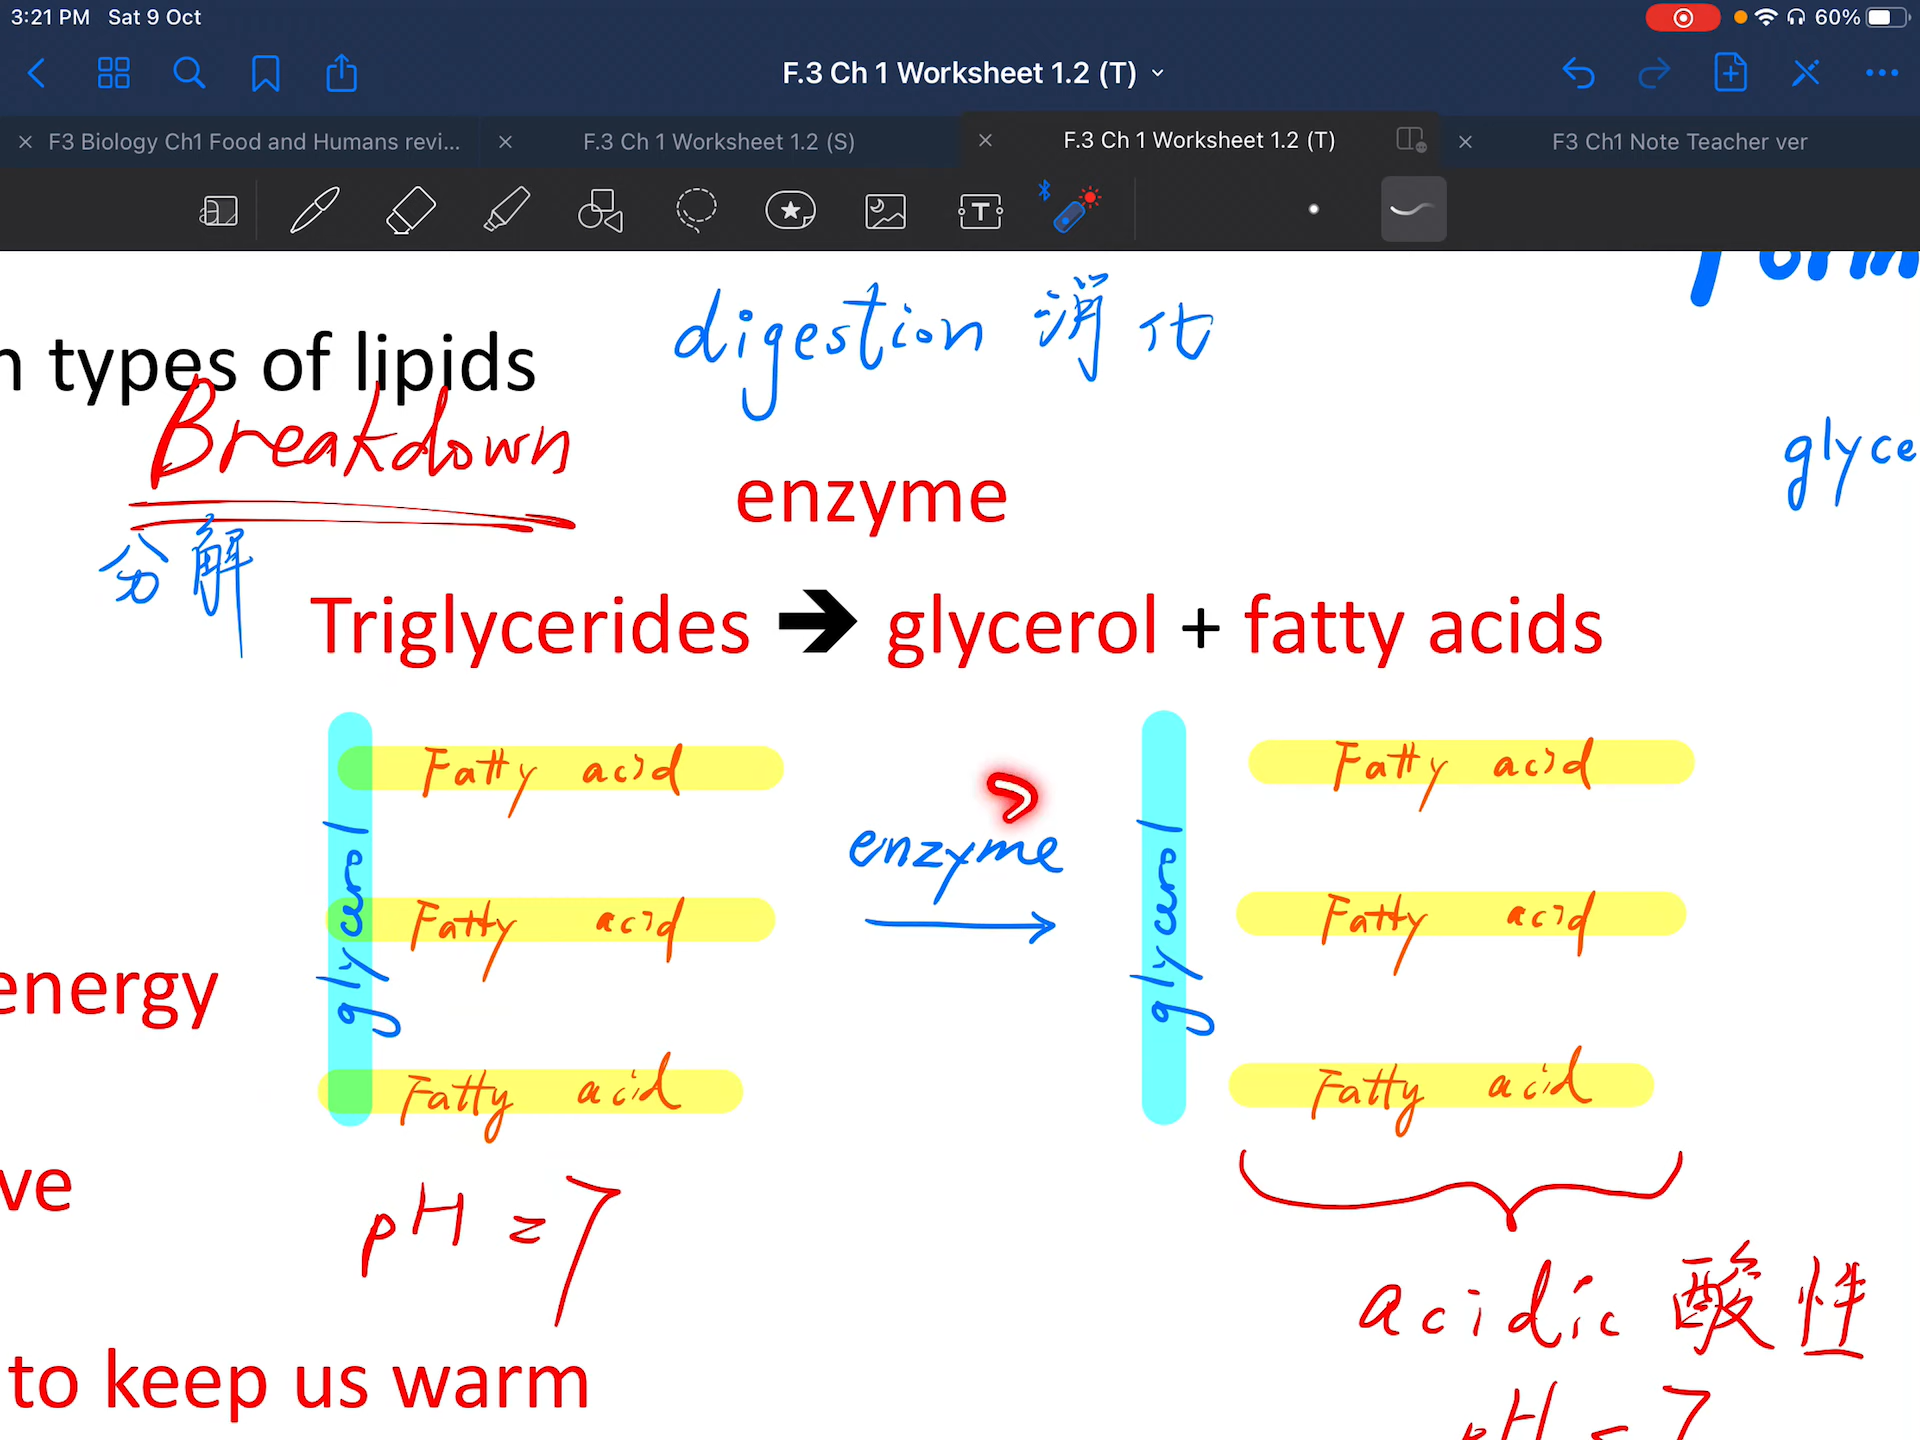 3:21 PM Sat 9 Oct
60%
F.3 Ch 1 Worksheet 1.2 (T)
F3 Biology Ch1 Food and Humans revi...
F.3 Ch 1 Worksheet 1.2 (S)
F.3 Ch 1 Worksheet 1.2 (T)
F3 Ch1 Note Teacher ver
digestion 消化
types of lipids
Breakdown
glyce
enzyme
分解
Triglycerides → glycerol + fatty acids
Fatty acid
Fatty acid
enzyme
glycerol
glycerol
Fatty acid
Fatty acid
energy
Fatty acid
Fatty acid
ve
pH = 7
acidic 酸性
to keep us warm